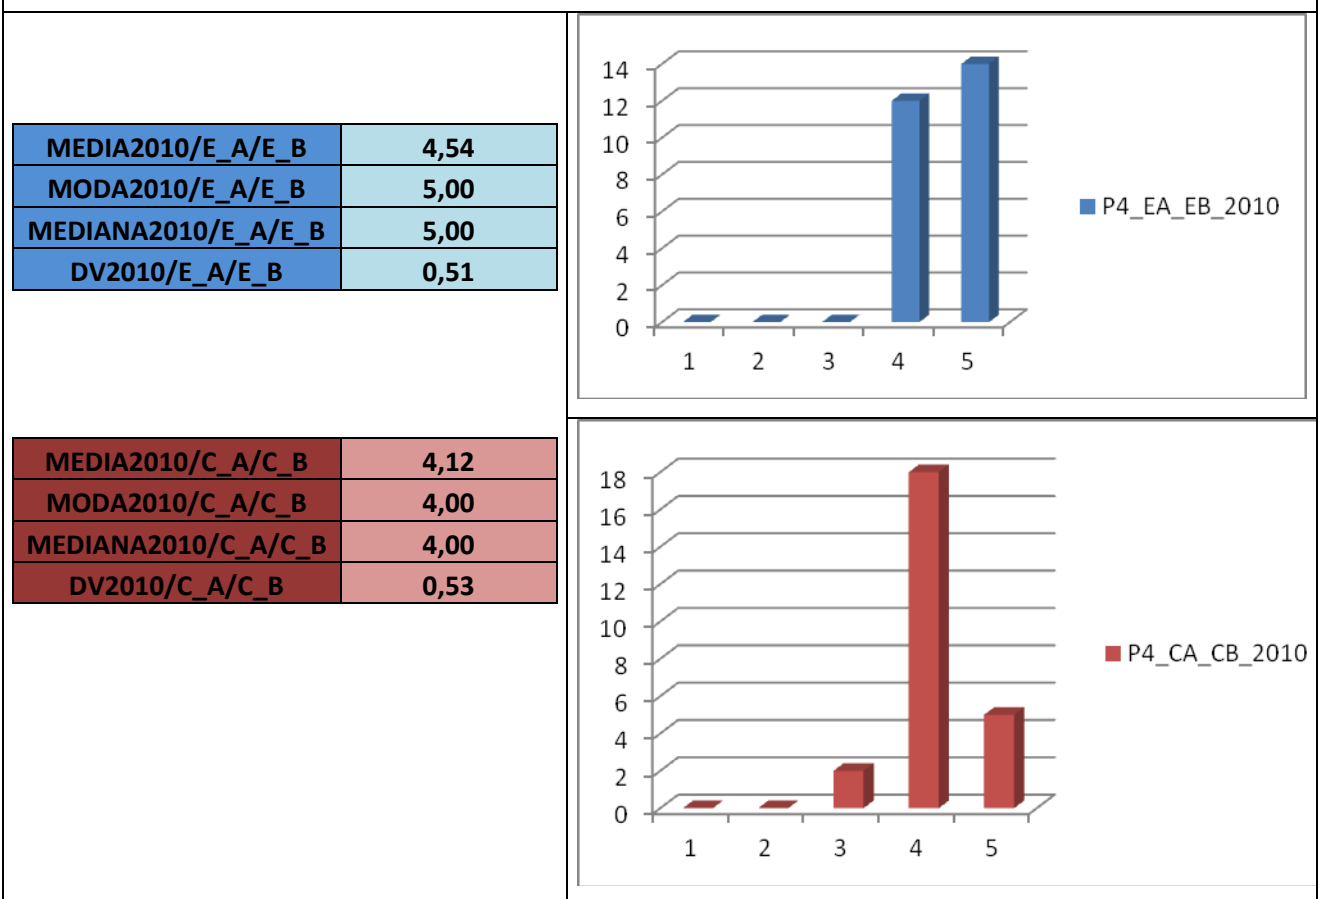 MEDIA2010/E_A/E_B 4,54
MODA2010/E_A/E_B 5,00
MEDIANA2010/E_A/E_B 5,00
DV2010/E_A/E_B 0,51
14
12
10
8
6
4
2
0
1 2 3 4 5
P4_EA_EB_2010
MEDIA2010/C_A/C_B 4,12
MODA2010/C_A/C_B 4,00
MEDIANA2010/C_A/C_B 4,00
DV2010/C_A/C_B 0,53
18
16
14
12
10
8
6
4
2
0
1 2 3 4 5
P4_CA_CB_2010